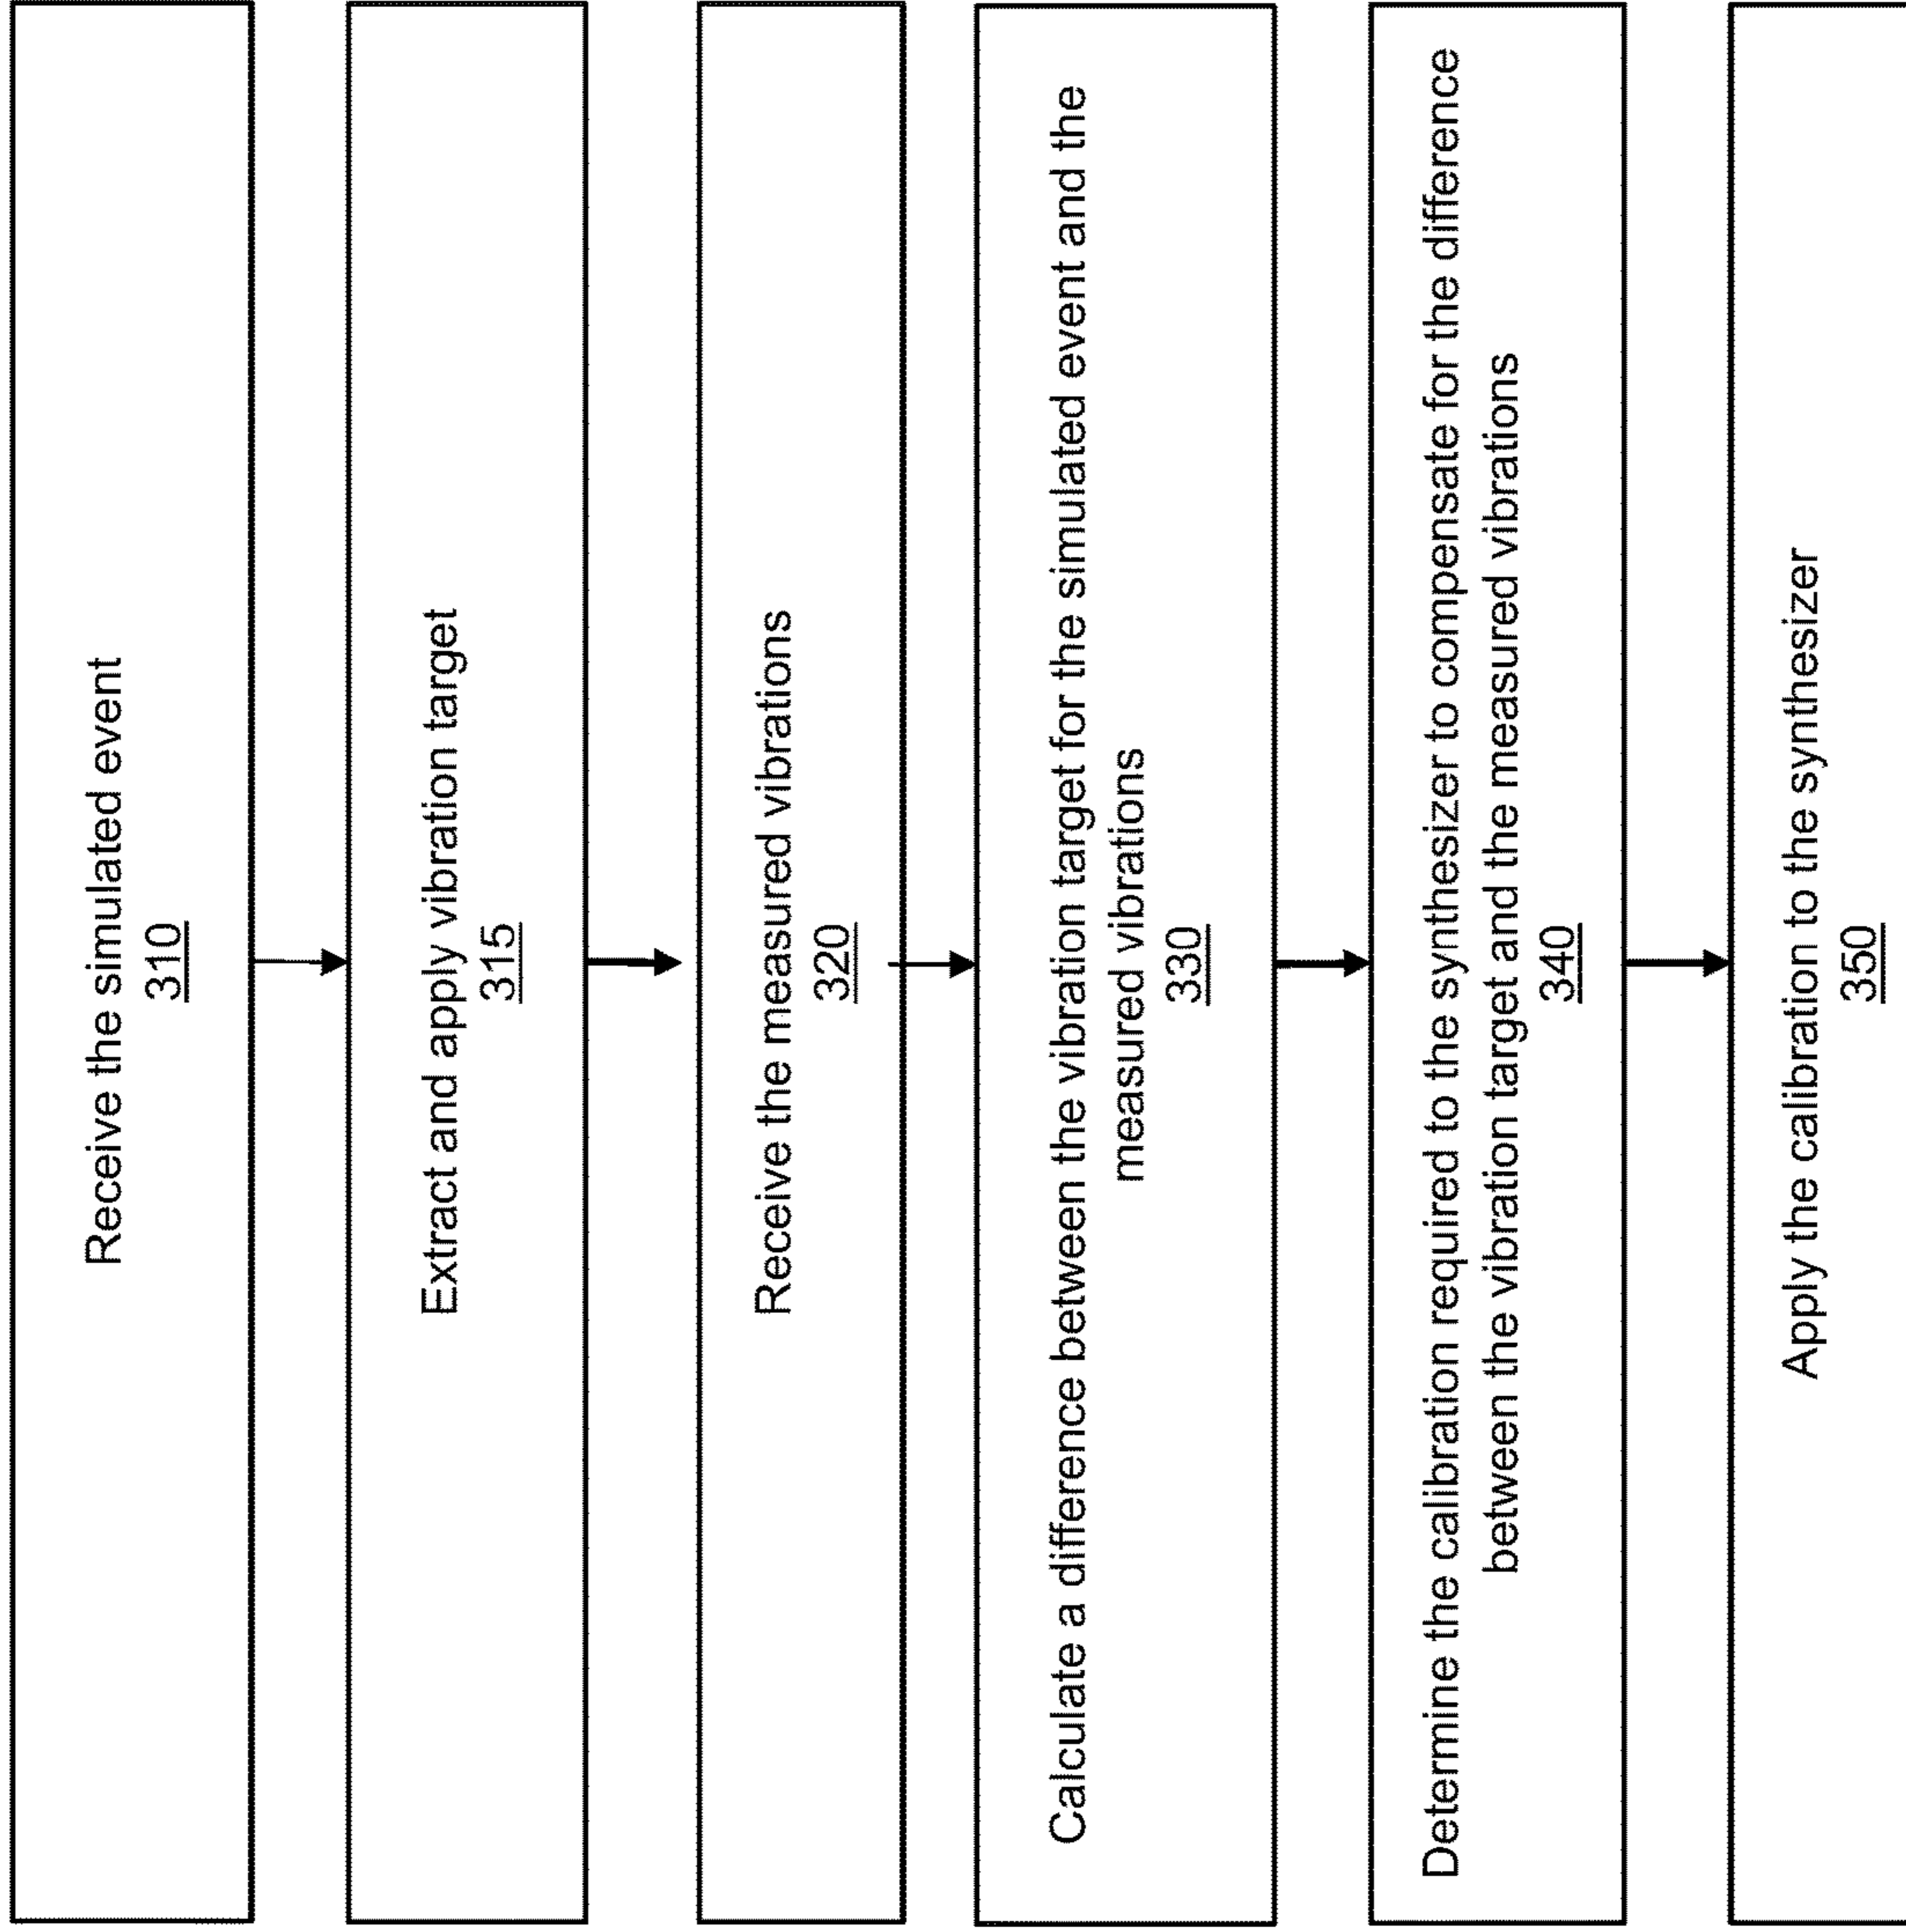 Receive the simulated event
310
Extract and apply vibration target
315
Receive the measured vibrations
320
Calculate a difference between the vibration target for the simulated event and the
measured vibrations
330
Determine the calibration required to the synthesizer to compensate for the difference
between the vibration target and the measured vibrations
340
Apply the calibration to the synthesizer
350